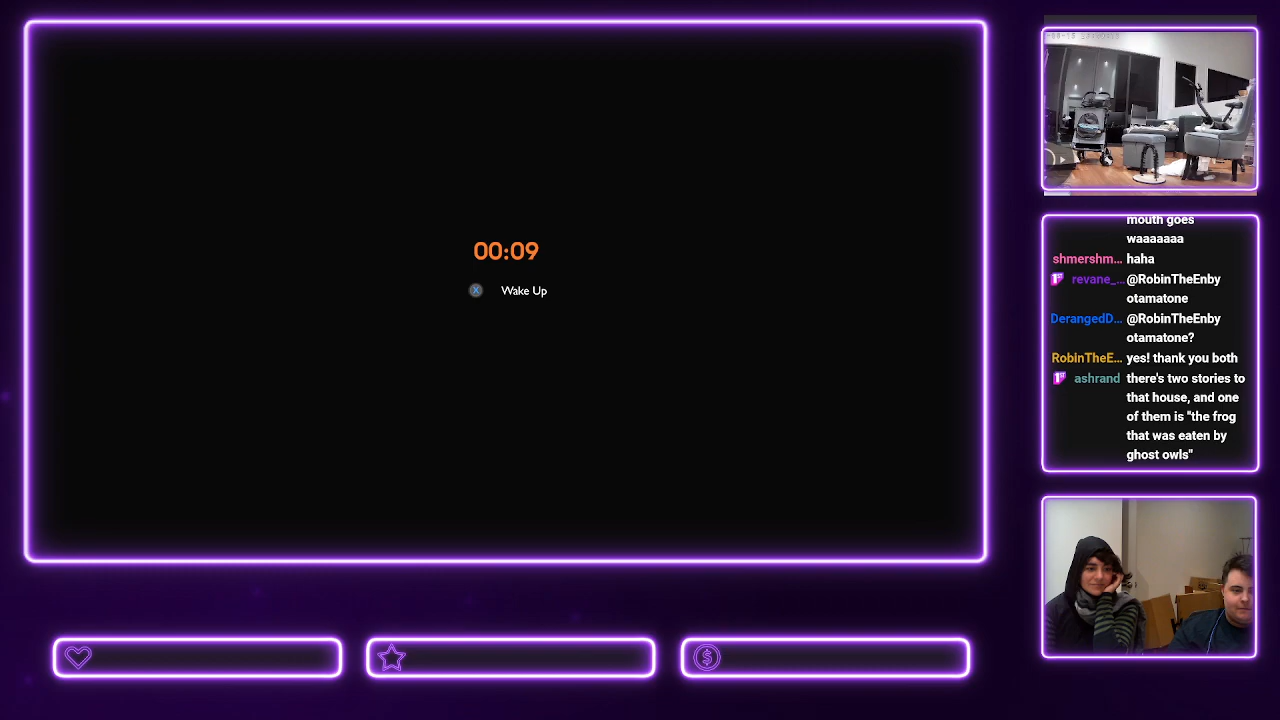 00:09
X Wake Up
mouth goes
waaaaaaa
shmershm... haha
revane_... @RobinTheEnby
otamatone
DerangedD... @RobinTheEnby
otamatone?
RobinTheE... yes! thank you both
ashrand there's two stories to
that house, and one
of them is "the frog
that was eaten by
ghost owls"
$